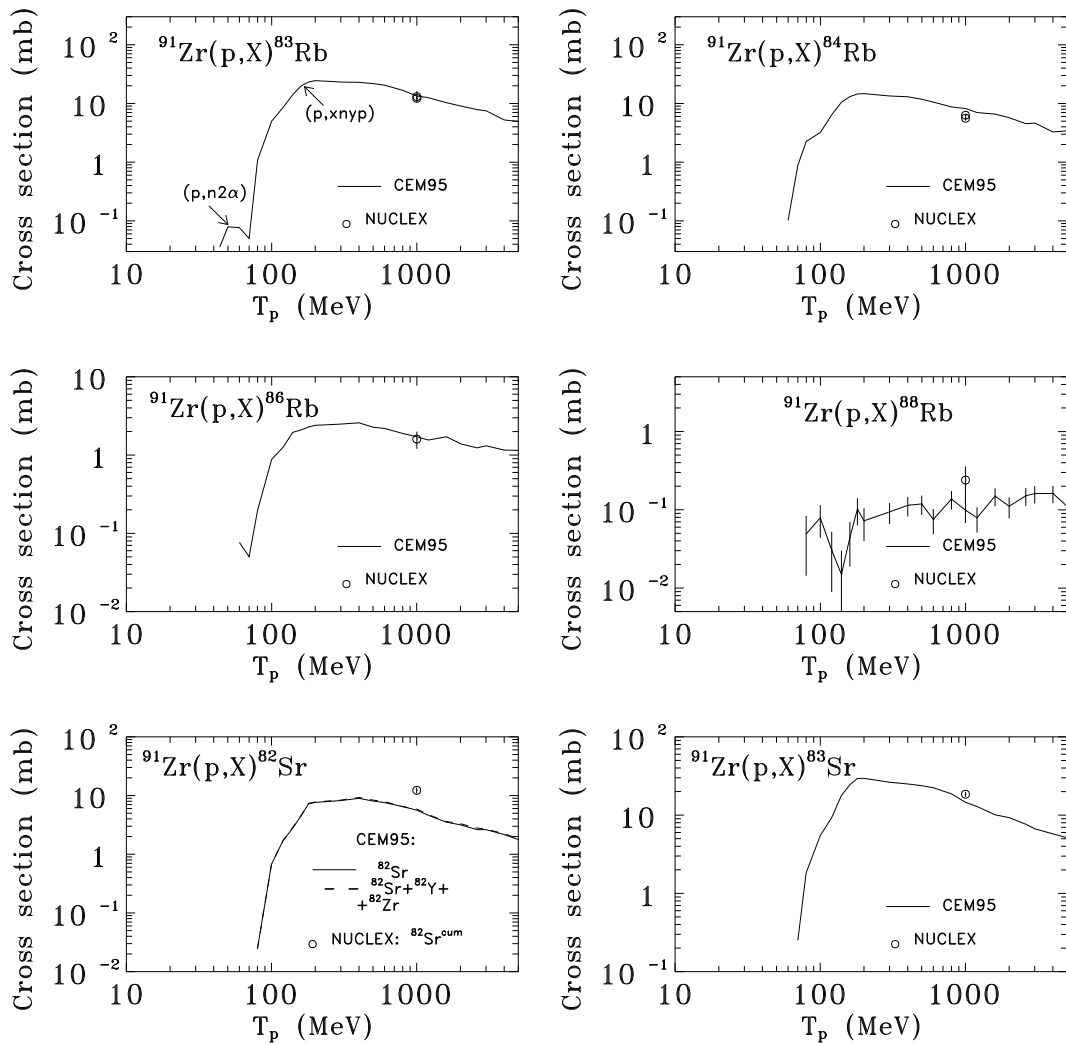 ⁹¹Zr(p,X)⁸³Rb
Cross section (mb)
10 ²
10
1
10 ⁻¹
(p,xnyp)
(p,n2α)
CEM95
NUCLEX
10 100 1000
Tₚ (MeV)
⁹¹Zr(p,X)⁸⁴Rb
Cross section (mb)
10 ²
10
1
10 ⁻¹
CEM95
NUCLEX
10 100 1000
Tₚ (MeV)
⁹¹Zr(p,X)⁸⁶Rb
Cross section (mb)
10
1
10 ⁻¹
10 ⁻²
CEM95
NUCLEX
10 100 1000
Tₚ (MeV)
⁹¹Zr(p,X)⁸⁸Rb
Cross section (mb)
1
10 ⁻¹
10 ⁻²
CEM95
NUCLEX
10 100 1000
Tₚ (MeV)
⁹¹Zr(p,X)⁸²Sr
Cross section (mb)
10 ²
10
1
10 ⁻¹
10 ⁻²
CEM95:
⁸²Sr
⁸²Sr+⁸²Y+
+⁸²Zr
NUCLEX: ⁸²Srᶜᵘᵐ
10 100 1000
Tₚ (MeV)
⁹¹Zr(p,X)⁸³Sr
Cross section (mb)
10 ²
10
1
10 ⁻¹
CEM95
NUCLEX
10 100 1000
Tₚ (MeV)